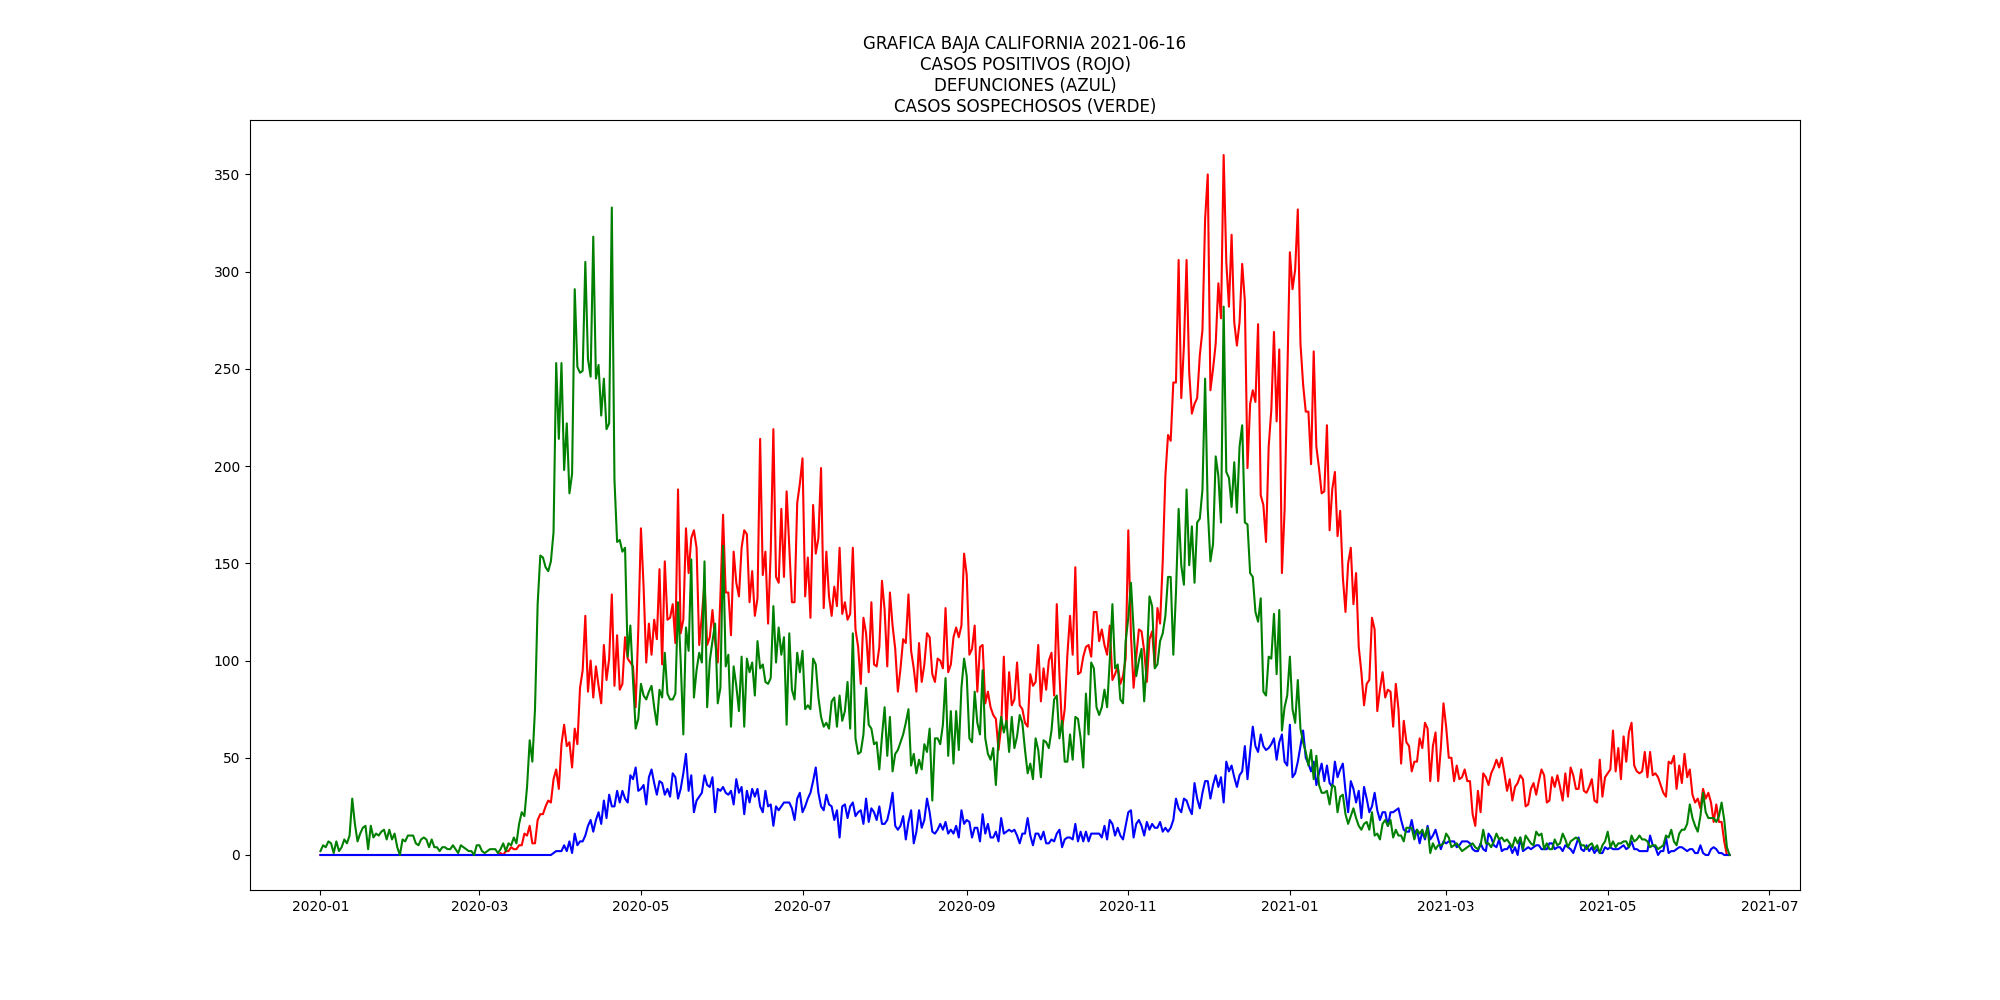 GRAFICA BAJA CALIFORNIA 2021-06-16
CASOS POSITIVOS (ROJO)
DEFUNCIONES (AZUL)
CASOS SOSPECHOSOS (VERDE)
350
300
250
200
150
100
50
0
2020-01 2020-03 2020-05 2020-07 2020-09 2020-11 2021-01 2021-03 2021-05 2021-07